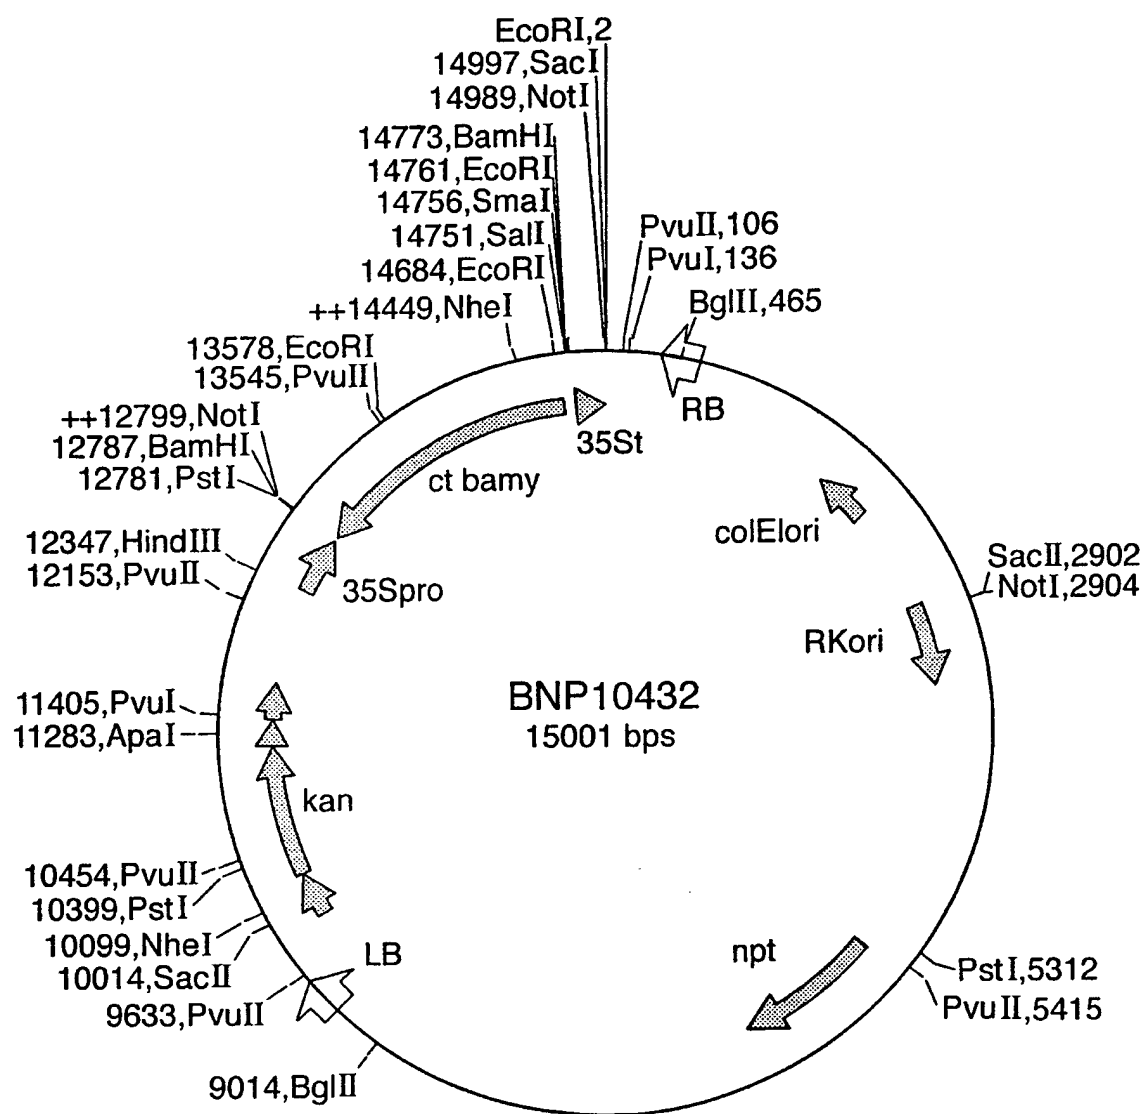 EcoRI,2
14997,SacI
14989,NotI
14773,BamHI
14761,EcoRI
14756,SmaI
14751,SalI
14684,EcoRI
++14449,NheI
13578,EcoRI
13545,PvuII
++12799,NotI
12787,BamHI
12781,PstI
12347,HindIII
12153,PvuII
11405,PvuI
11283,ApaI
10454,PvuII
10399,PstI
10099,NheI
10014,SacII
9633,PvuII
9014,BglII
PvuII,106
PvuI,136
BglII,465
RB
35St
ct bamy
35Spro
colEIori
SacII,2902
NotI,2904
RKori
BNP10432
15001 bps
kan
LB
npt
PstI,5312
PvuII,5415